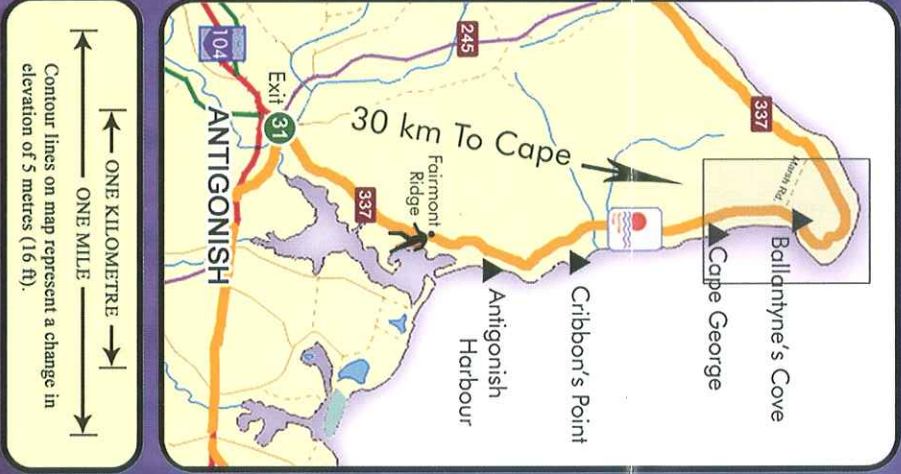 Marsh Rd.
Ballantyne's Cove
337
Cape George
30 km To Cape
Cribbon's Point
Antigonish
Harbour
245
Fairmont
Ridge
337
Exit
31
104
ANTIGONISH
ONE KILOMETRE
ONE MILE
Contour lines on map represent a change in
elevation of 5 metres (16 ft).